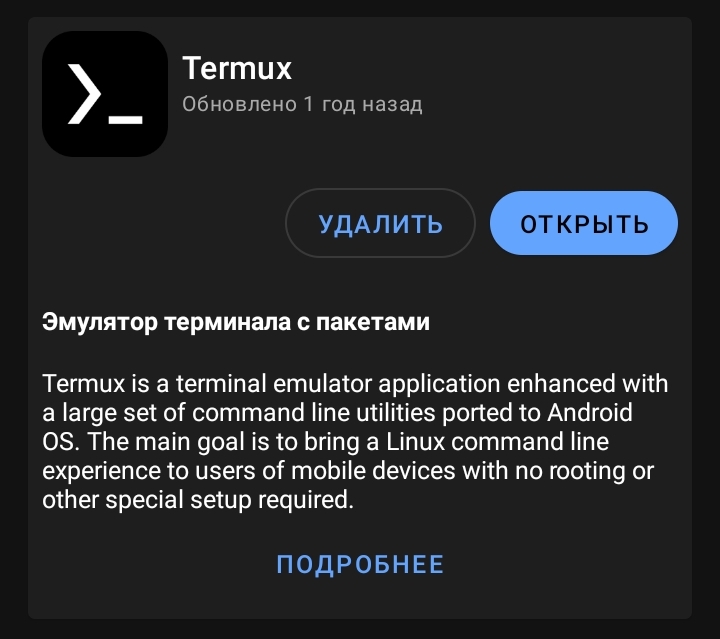 Termux
Обновлено 1 год назад
УДАЛИТЬ
ОТКРЫТЬ
Эмулятор терминала с пакетами
Termux is a terminal emulator application enhanced with
a large set of command line utilities ported to Android
OS. The main goal is to bring a Linux command line
experience to users of mobile devices with no rooting or
other special setup required.
ПОДРОБНЕЕ